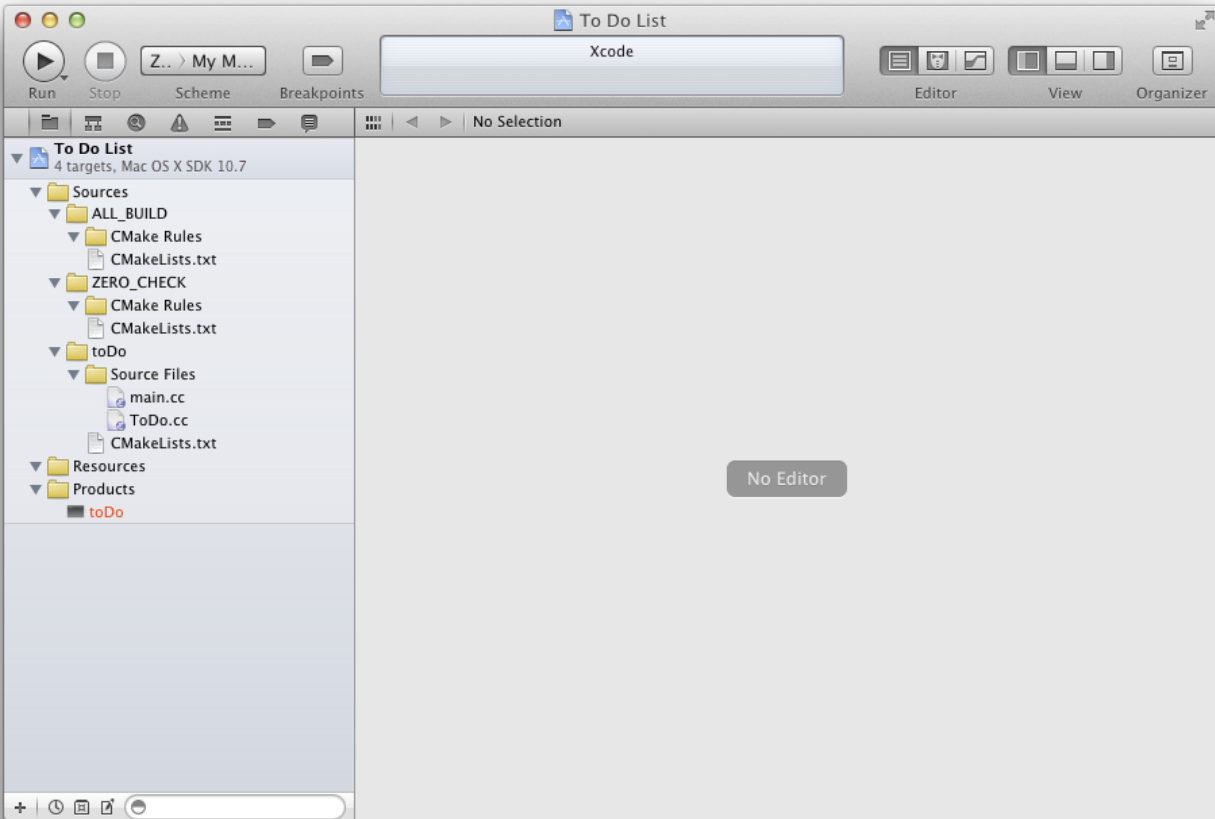 To Do List
Z.. 〉 My M...
Xcode
Run
Stop
Scheme
Breakpoints
Editor
View
Organizer
No Selection
To Do List
4 targets, Mac OS X SDK 10.7
Sources
ALL_BUILD
CMake Rules
CMakeLists.txt
ZERO_CHECK
CMake Rules
CMakeLists.txt
toDo
Source Files
main.cc
ToDo.cc
CMakeLists.txt
Resources
Products
toDo
No Editor